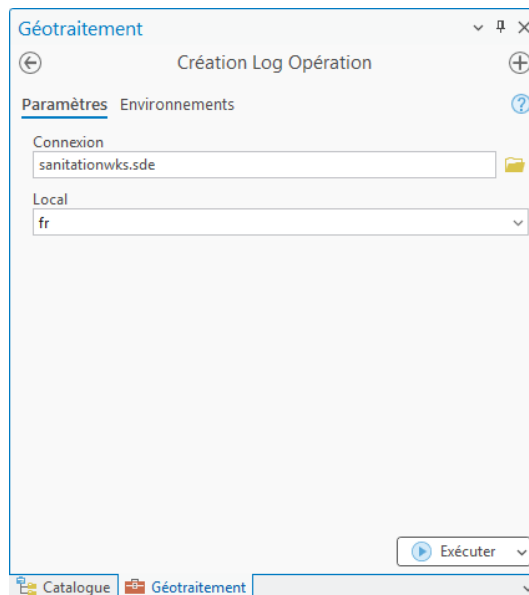 Géotraitement
Création Log Opération
Paramètres Environnements
Connexion
sanitationwks.sde
Local
fr
Exécuter
Catalogue Géotraitement